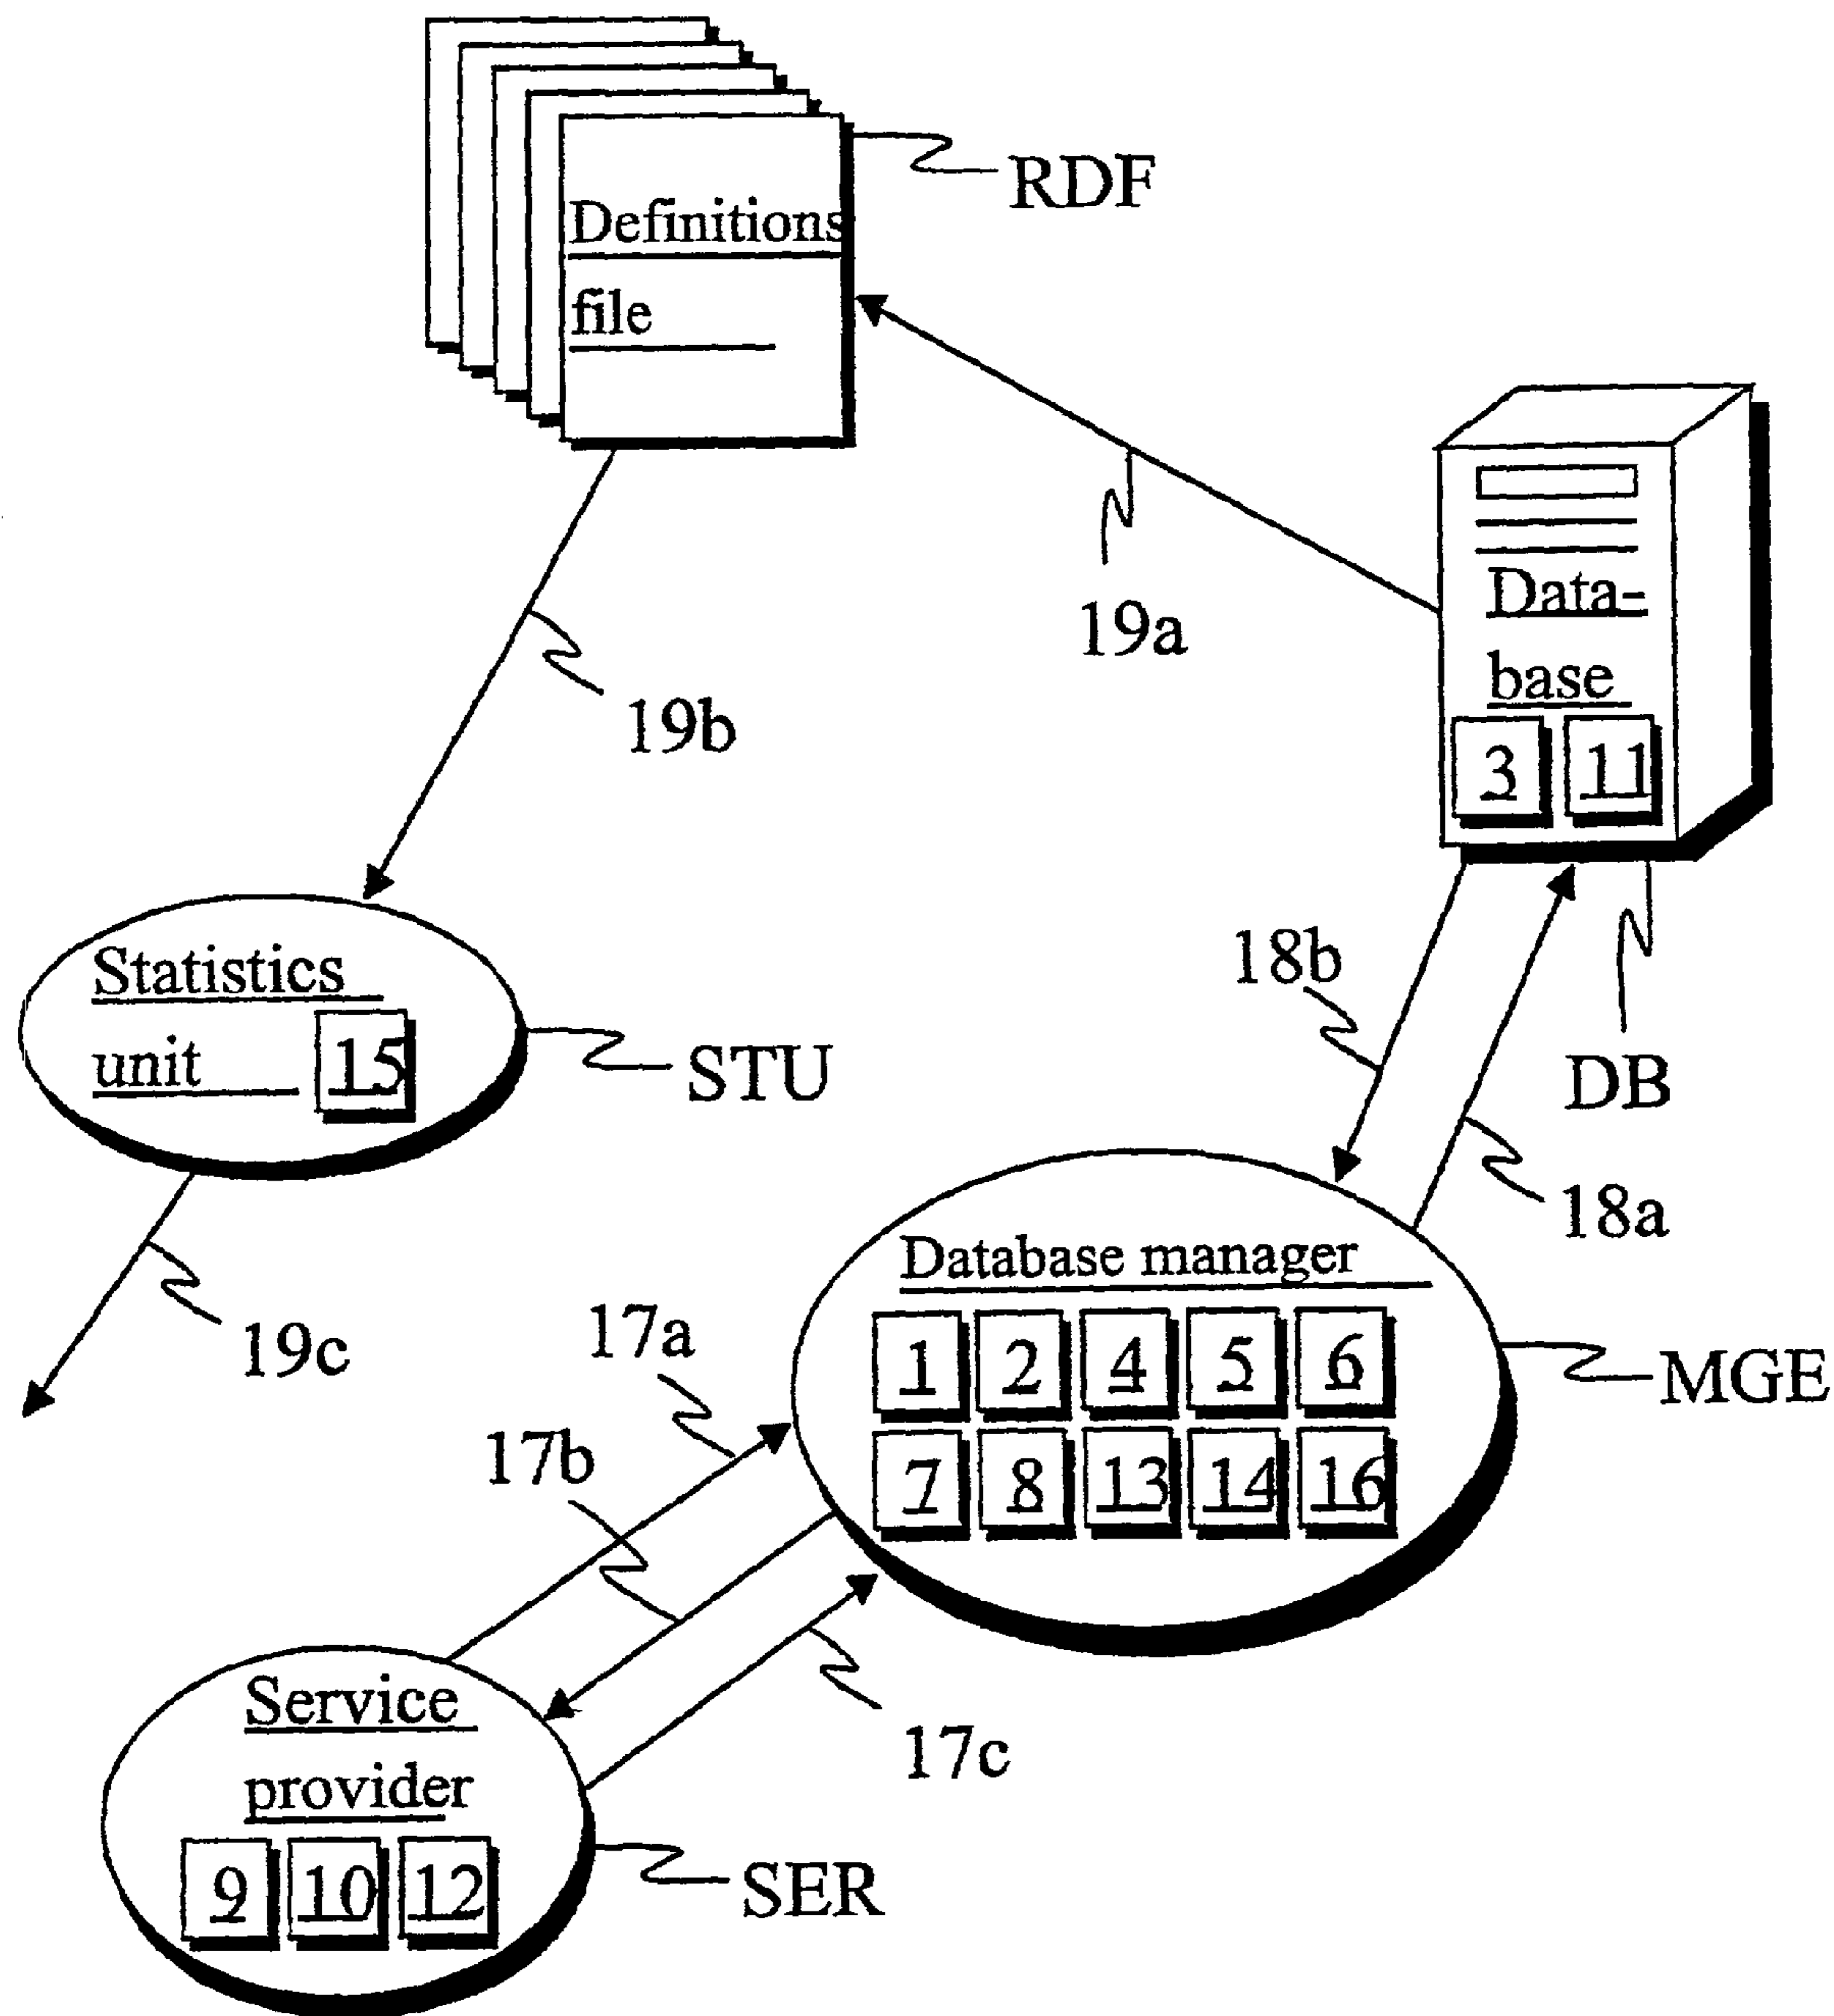 RDF
Definitions
file
19a
Data-
base
3 11
19b
18b
Statistics
unit 15
STU
DB
18a
Database manager
17a
19c
1 2 4 5 6
MGE
17b
7 8 13 14 16
Service
17c
provider
9 10 12
SER